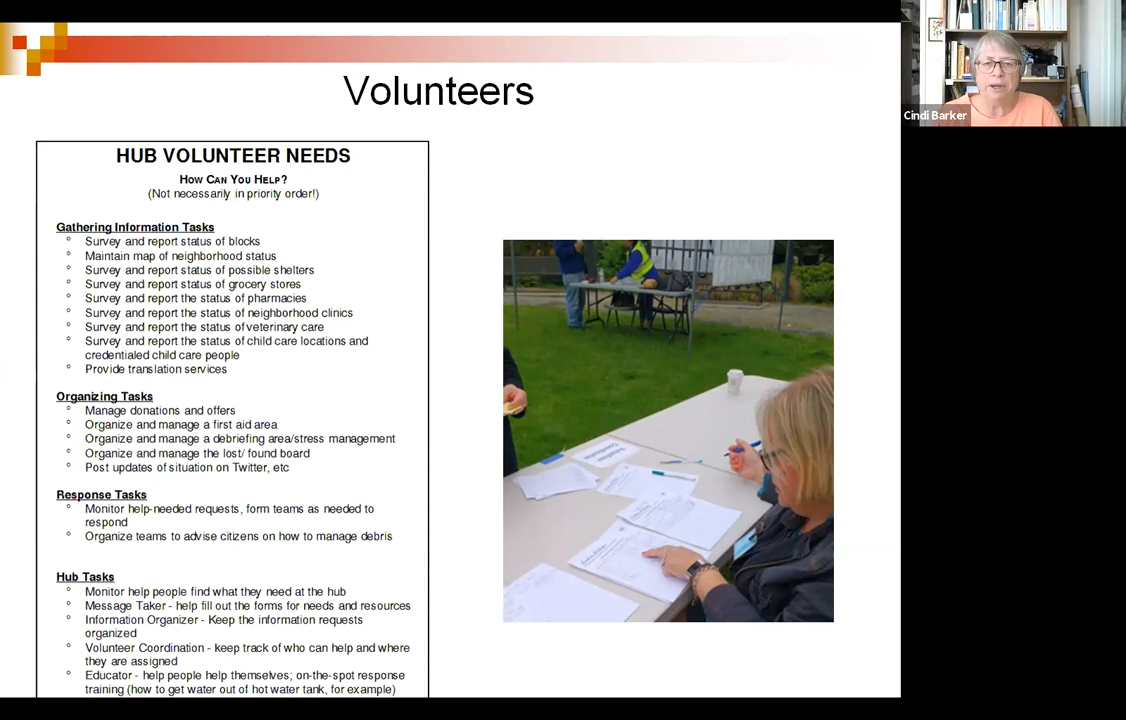 Volunteers
HUB VOLUNTEER NEEDS
HOW CAN YOU HELP?
(Not necessarily in priority order!)
Gathering Information Tasks
° Survey and report status of blocks
° Maintain map of neighborhood status
° Survey and report status of possible shelters
° Survey and report status of grocery stores
° Survey and report the status of pharmacies
° Survey and report the status of neighborhood clinics
° Survey and report the status of veterinary care
° Survey and report the status of child care locations and
credentialed child care people
° Provide translation services
Organizing Tasks
° Manage donations and offers
° Organize and manage a first aid area
° Organize and manage a debriefing area/stress management
° Organize and manage the lost/ found board
° Post updates of situation on Twitter, etc
Response Tasks
° Monitor help-needed requests, form teams as needed to
respond
° Organize teams to advise citizens on how to manage debris
Hub Tasks
° Monitor help people find what they need at the hub
° Message Taker - help fill out the forms for needs and resources
° Information Organizer - Keep the information requests
organized
° Volunteer Coordination - keep track of who can help and where
they are assigned
° Educator - help people help themselves; on-the-spot response
training (how to get water out of hot water tank, for example)
Cindi Barker